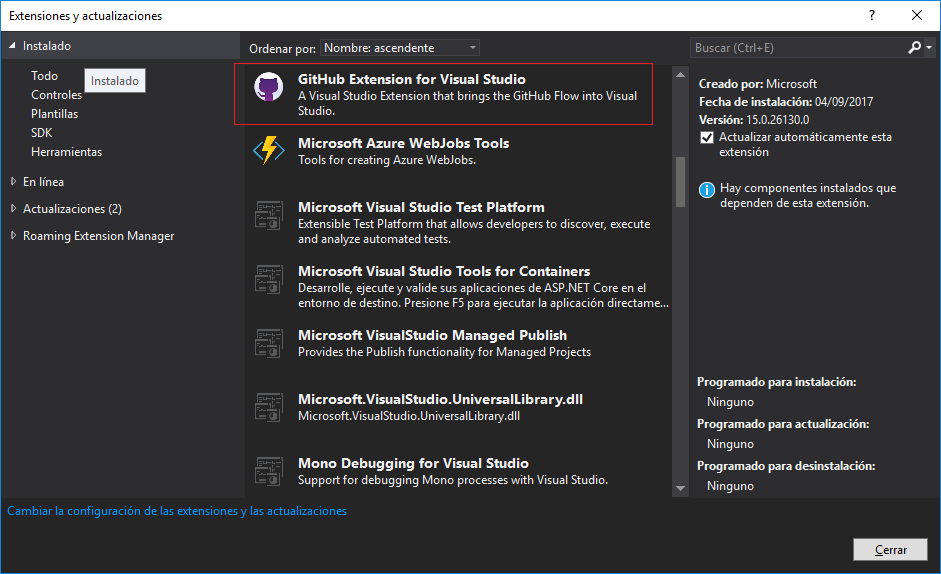 Extensiones y actualizaciones
Instalado
Todo
Instalado
Controles
Plantillas
SDK
Herramientas
En línea
Actualizaciones (2)
Roaming Extension Manager
Ordenar por: Nombre: ascendente
GitHub Extension for Visual Studio
A Visual Studio Extension that brings the GitHub Flow into Visual
Studio.
Microsoft Azure WebJobs Tools
Tools for creating Azure WebJobs.
Microsoft Visual Studio Test Platform
Extensible Test Platform that allows developers to discover, execute
and analyze automated tests.
Microsoft Visual Studio Tools for Containers
Desarrolle, ejecute y valide sus aplicaciones de ASP.NET Core en el
entorno de destino. Presione F5 para ejecutar la aplicación directame...
Microsoft VisualStudio Managed Publish
Provides the Publish functionality for Managed Projects
Microsoft.VisualStudio.UniversalLibrary.dll
Microsoft.VisualStudio.UniversalLibrary.dll
Mono Debugging for Visual Studio
Support for debugging Mono processes with Visual Studio.
Buscar (Ctrl+E)
Creado por: Microsoft
Fecha de instalación: 04/09/2017
Versión: 15.0.26130.0
Actualizar automáticamente esta
extensión
Hay componentes instalados que
dependen de esta extensión.
Programado para instalación:
Ninguno
Programado para actualización:
Ninguno
Programado para desinstalación:
Ninguno
Cambiar la configuración de las extensiones y las actualizaciones
Cerrar